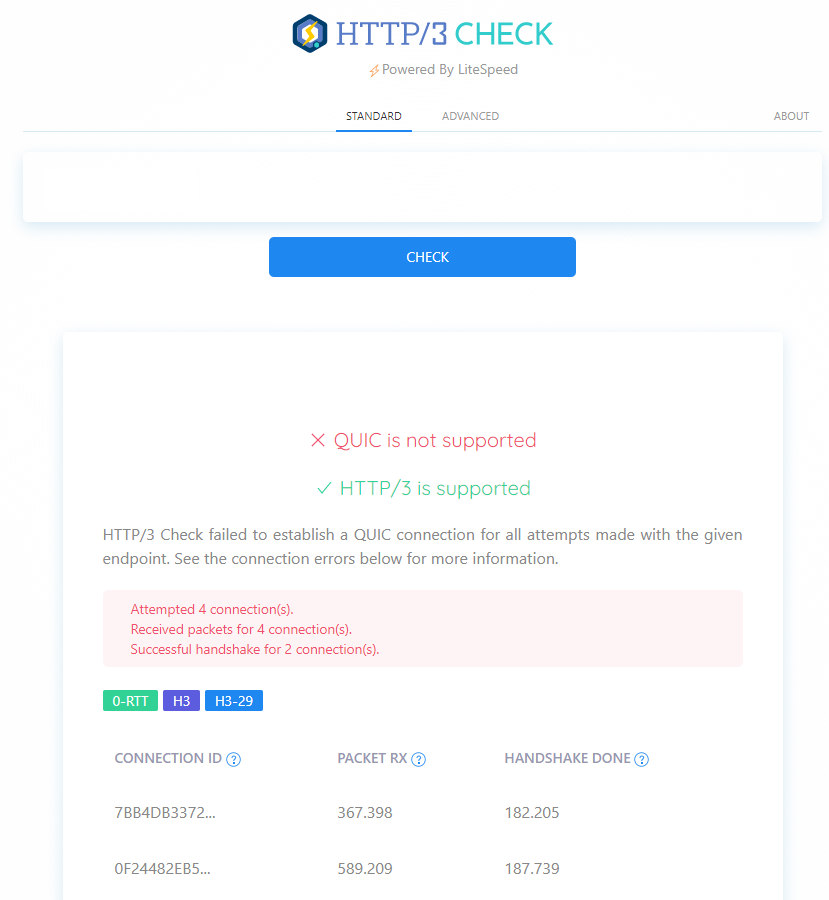 HTTP/3 CHECK
Powered By LiteSpeed
STANDARD ADVANCED ABOUT
CHECK
QUIC is not supported
HTTP/3 is supported
HTTP/3 Check failed to establish a QUIC connection for all attempts made with the given
endpoint. See the connection errors below for more information.
Attempted 4 connection(s).
Received packets for 4 connection(s).
Successful handshake for 2 connection(s).
0-RTT H3 H3-29
CONNECTION ID ? PACKET RX ? HANDSHAKE DONE ?
7BB4DB3372... 367.398 182.205
0F24482EB5... 589.209 187.739